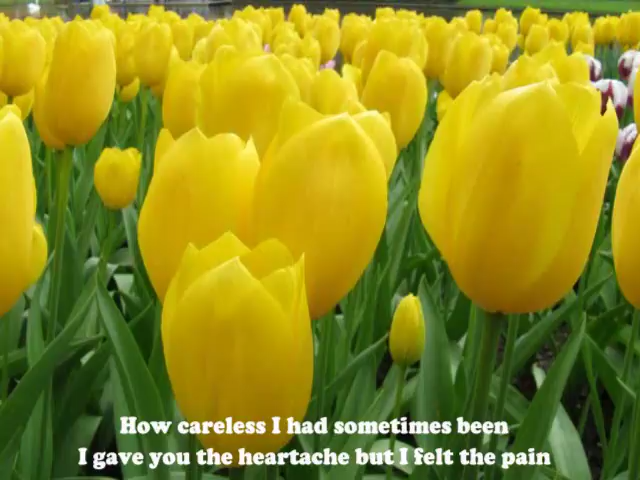 How careless I had sometimes been
I gave you the heartache but I felt the pain